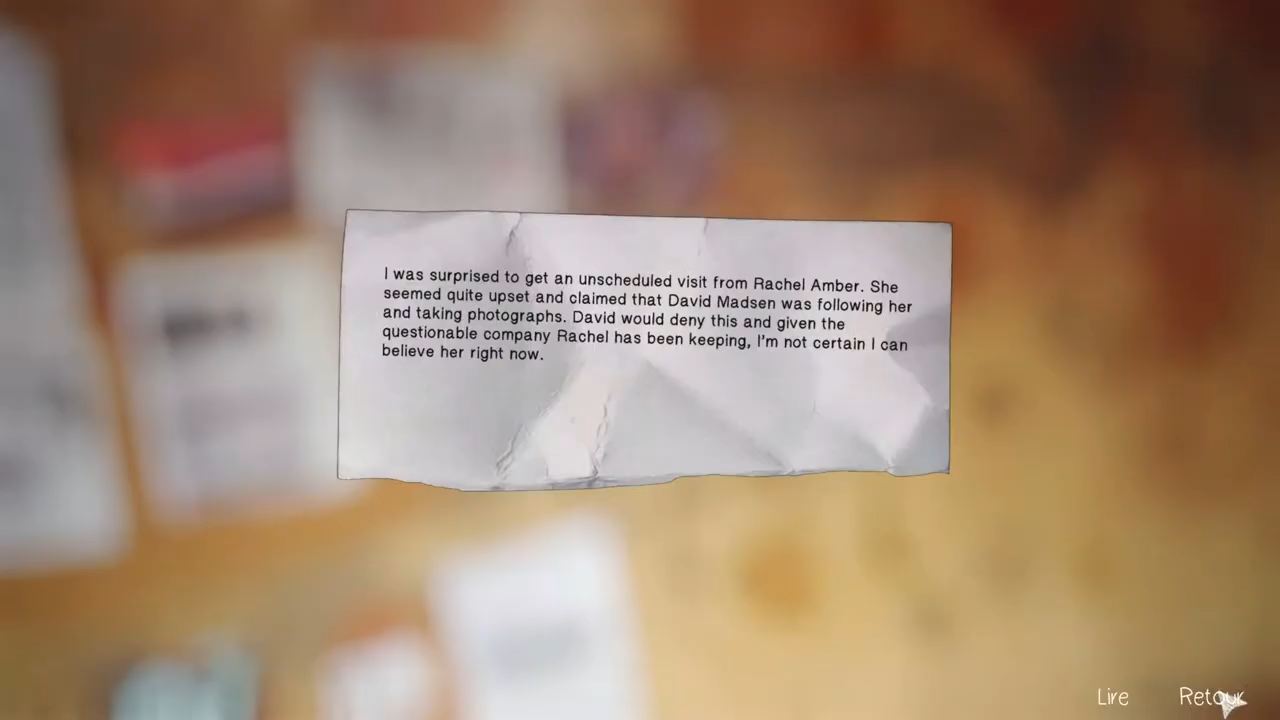 I was surprised to get an unscheduled visit from Rachel Amber. She
seemed quite upset and claimed that David Madsen was following her
and taking photographs. David would deny this and given the
questionable company Rachel has been keeping, I'm not certain I can
believe her right now.
Lire Retour